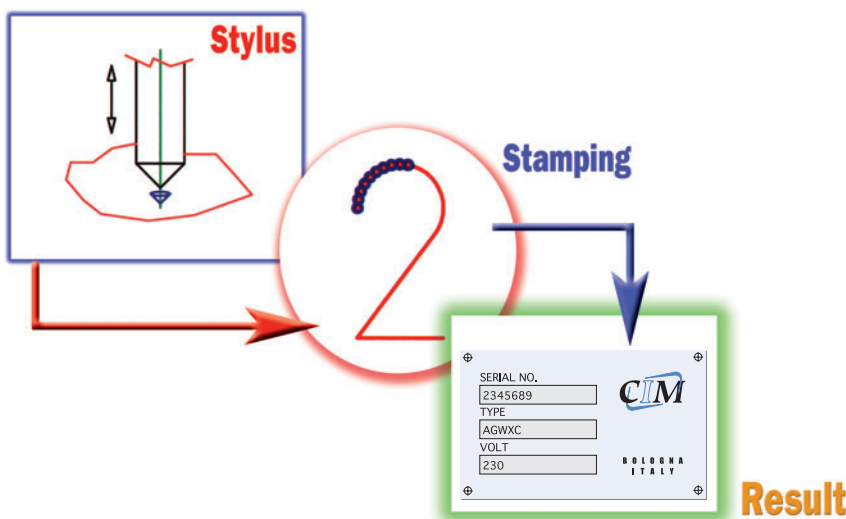 Stylus
2
Stamping
SERIAL NO.
2345689
TYPE
AGWXC
VOLT
230
CIM
BOLOGNA
ITALY
Result